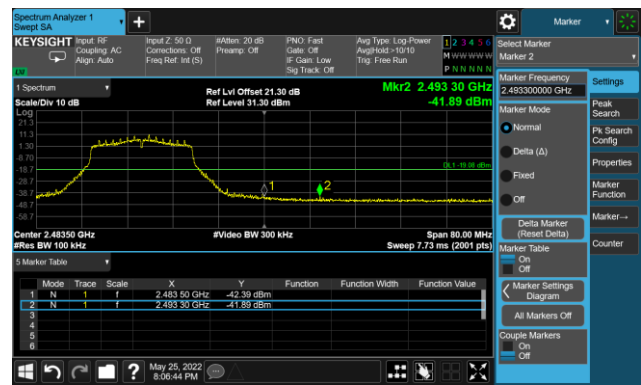 Spectrum Analyzer 1
Swept SA
+
Marker
KEYSIGHT
Input: RF
Coupling: AC
Align: Auto
Input Z: 50 Ω
Corrections: Off
Freq Ref: Int (S)
#Atten: 20 dB
Preamp: Off
PNO: Fast
Gate: Off
IF Gain: Low
Sig Track: Off
Avg Type: Log-Power
Avg|Hold:>10/10
Trig: Free Run
1 2 3 4 5 6
M W W W W W
P N N N N N
LW
Select Marker
Marker 2
1 Spectrum
Scale/Div 10 dB
Ref Lvl Offset 21.30 dB
Ref Level 31.30 dBm
Mkr2 2.493 30 GHz
-41.89 dBm
Log
21.3
11.3
1.30
-8.70
-18.7
-28.7
-38.7
-48.7
-58.7
DL1 -19.08 dBm
1
2
Center 2.48350 GHz
#Res BW 100 kHz
#Video BW 300 kHz
Span 80.00 MHz
Sweep 7.73 ms (2001 pts)
5 Marker Table
Mode Trace Scale X Y Function Function Width Function Value
1 N 1 f 2.483 50 GHz -42.39 dBm
2 N 1 f 2.493 30 GHz -41.89 dBm
3
4
5
6
Marker Frequency
2.493300000 GHz
Marker Mode
Normal
Delta (Δ)
Fixed
Off
Delta Marker
(Reset Delta)
Marker Table
On
Off
Marker Settings
Diagram
All Markers Off
Couple Markers
On
Off
Settings
Peak
Search
Pk Search
Config
Properties
Marker
Function
Marker→
Counter
?
May 25, 2022
8:06:44 PM